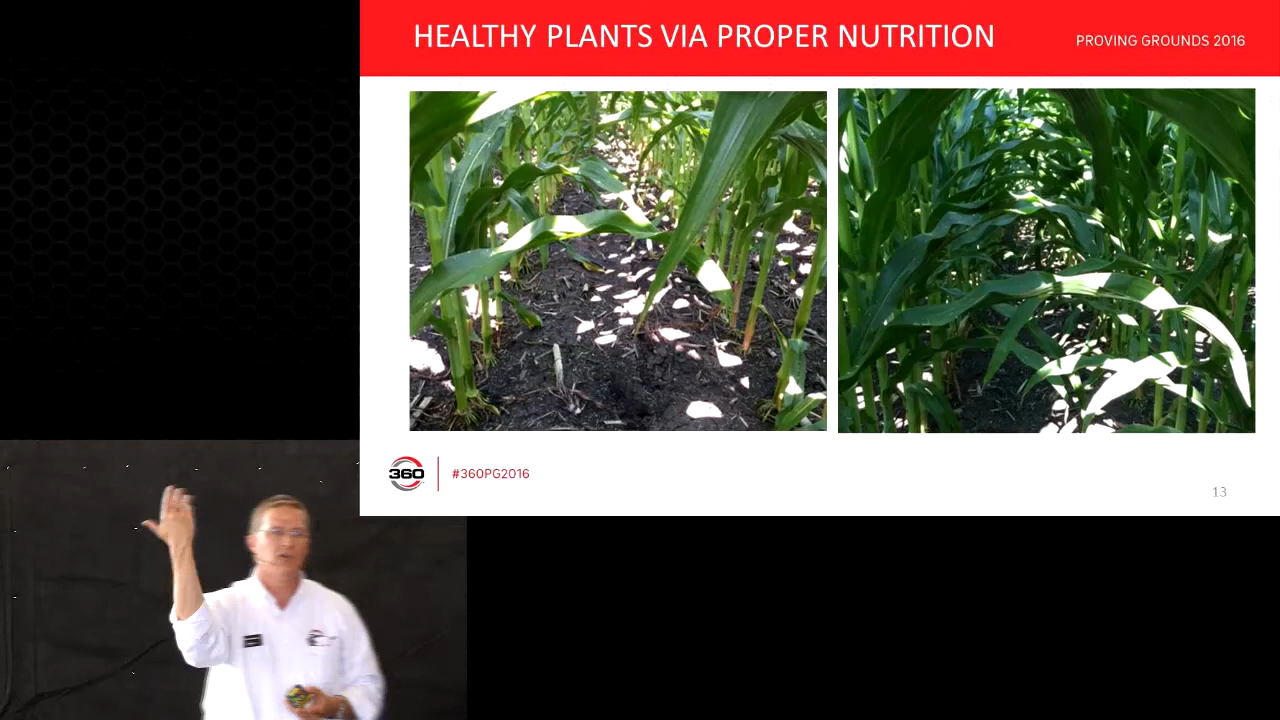 HEALTHY PLANTS VIA PROPER NUTRITION
PROVING GROUNDS 2016
360
#360PG2016
13